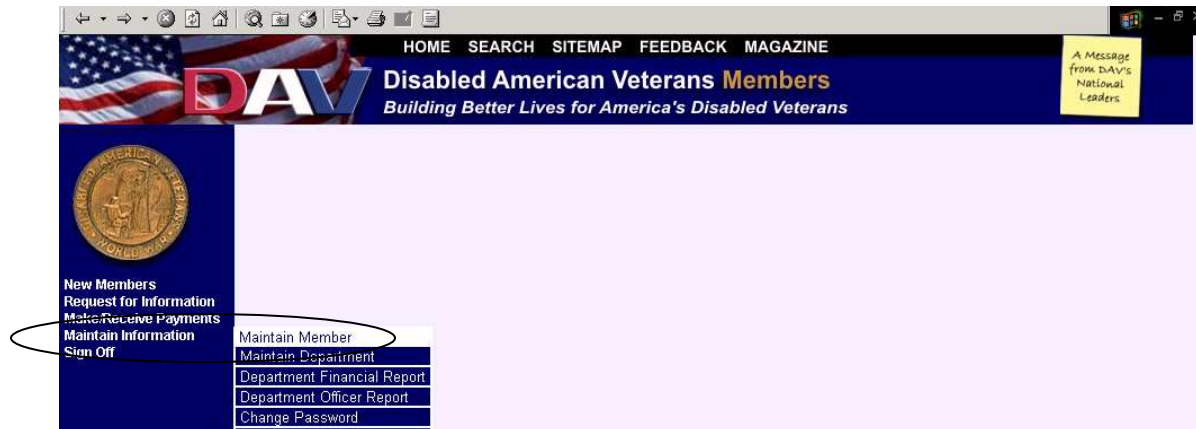 HOME SEARCH SITEMAP FEEDBACK MAGAZINE
DAV
Disabled American Veterans Members
Building Better Lives for America's Disabled Veterans
A Message
from DAV's
National
Leaders
DISABLED AMERICAN VETERANS
WORLD WAR
New Members
Request for Information
Make/Receive Payments
Maintain Information
Sign Off
Maintain Member
Maintain Department
Department Financial Report
Department Officer Report
Change Password